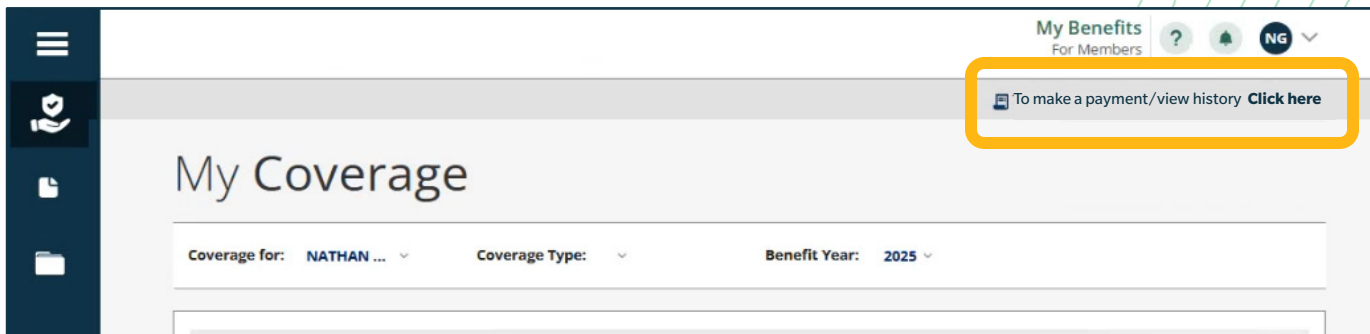 My Benefits
For Members
?
NG
To make a payment/view history Click here
My Coverage
Coverage for: NATHAN ... Coverage Type: Benefit Year: 2025